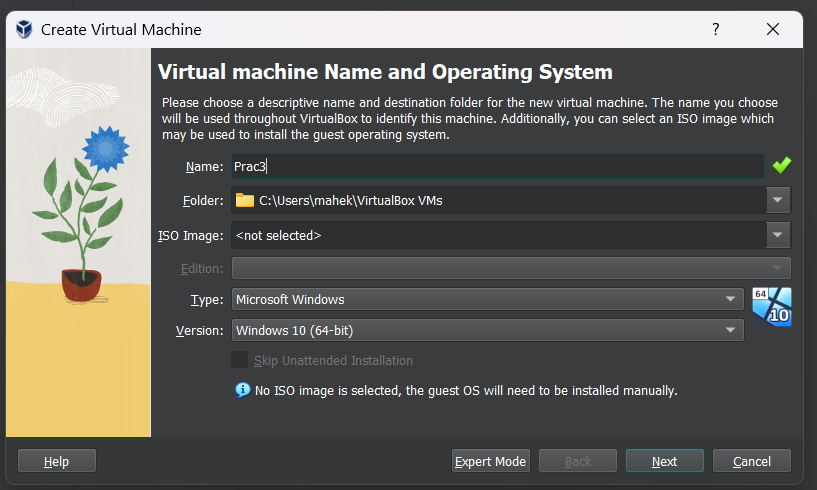 Create Virtual Machine
?
Virtual machine Name and Operating System
Please choose a descriptive name and destination folder for the new virtual machine. The name you choose
will be used throughout VirtualBox to identify this machine. Additionally, you can select an ISO image which
may be used to install the guest operating system.
Name: Prac3
Folder: C:\Users\mahek\VirtualBox VMs
ISO Image: <not selected>
Edition:
Type: Microsoft Windows
64
10
Version: Windows 10 (64-bit)
Skip Unattended Installation
No ISO image is selected, the guest OS will need to be installed manually.
Help Expert Mode Back Next Cancel